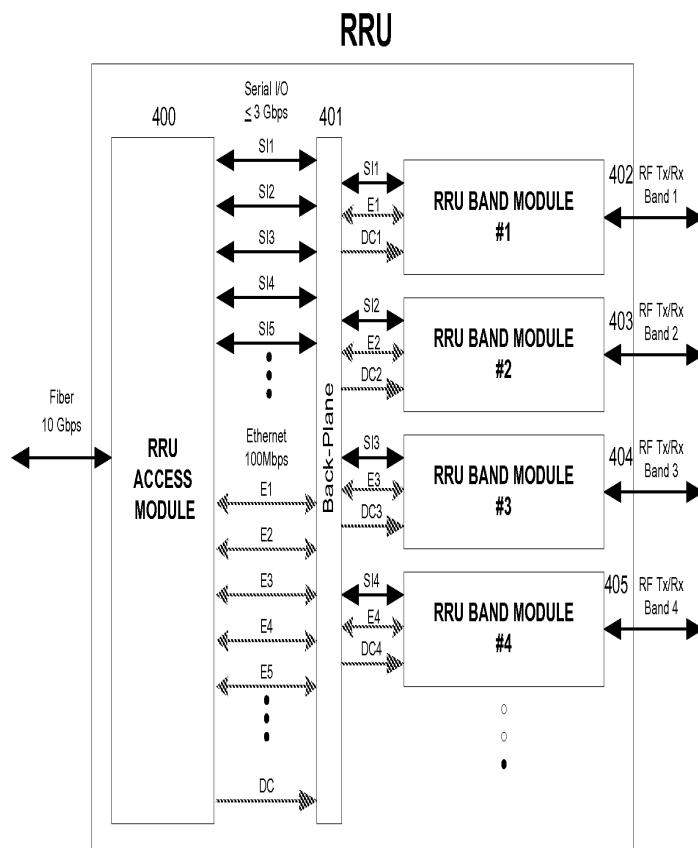 RRU
400
Serial I/O
≤ 3 Gbps
401
SI1
SI2
SI3
SI4
SI5
Fiber
10 Gbps
RRU
ACCESS
MODULE
Ethernet
100Mbps
E1
E2
E3
E4
E5
DC
Back-Plane
SI1
E1
DC1
RRU BAND MODULE
#1
402
RF Tx/Rx
Band 1
SI2
E2
DC2
RRU BAND MODULE
#2
403
RF Tx/Rx
Band 2
SI3
E3
DC3
RRU BAND MODULE
#3
404
RF Tx/Rx
Band 3
SI4
E4
DC4
RRU BAND MODULE
#4
405
RF Tx/Rx
Band 4